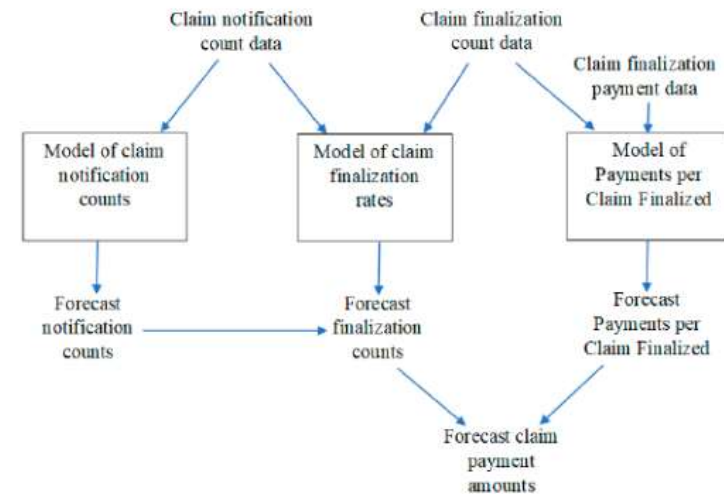 Claim notification
count data
Claim finalization
count data
Claim finalization
payment data
Model of claim
notification
counts
Model of claim
finalization
rates
Model of
Payments per
Claim Finalized
Forecast
notification
counts
Forecast
finalization
counts
Forecast
Payments per
Claim Finalized
Forecast claim
payment
amounts